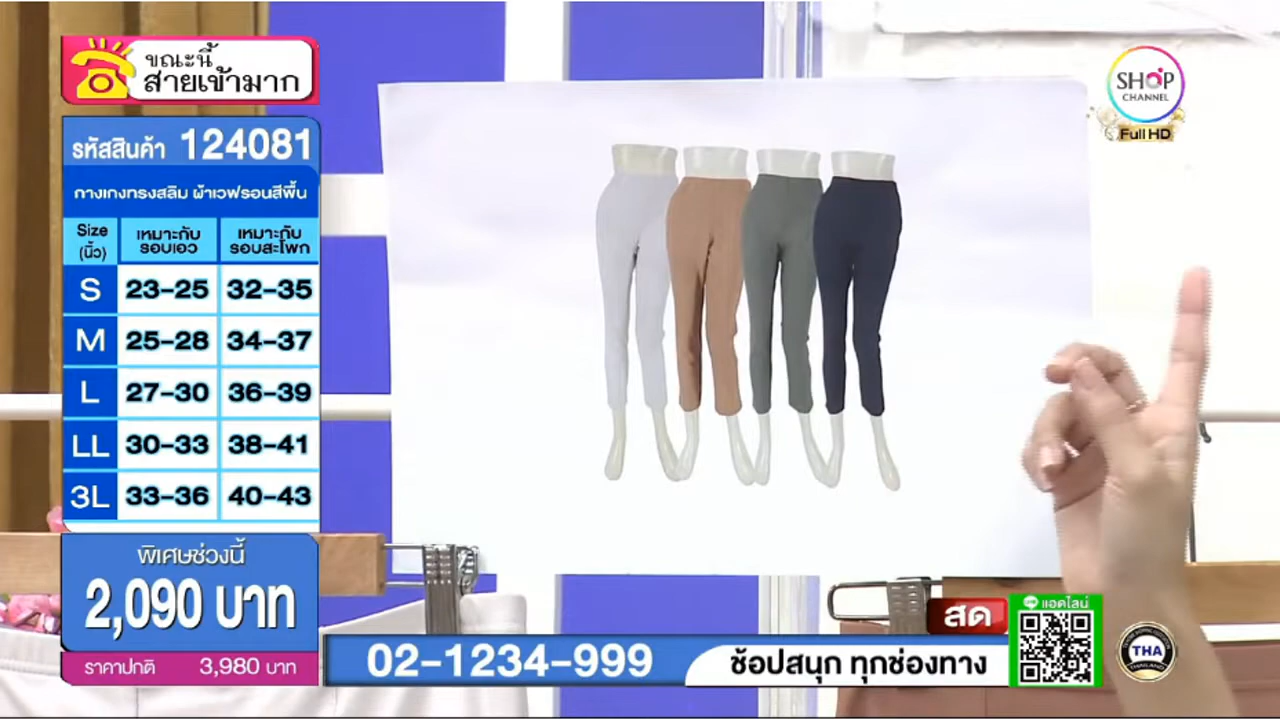 ขณะนี้
สายเข้ามาก
รหัสสินค้า 124081
กางเกงทรงสลิม ผ้าเวฟรอนสีพื้น
Size (นิ้ว) เหมาะกับรอบเอว เหมาะกับรอบสะโพก
S 23-25 32-35
M 25-28 34-37
L 27-30 36-39
LL 30-33 38-41
3L 33-36 40-43
พิเศษช่วงนี้
2,090 บาท
ราคาปกติ 3,980 บาท
02-1234-999
ช้อปสนุก ทุกช่องทาง
สด
LINE แอดไลน์
SHOP
CHANNEL
Full HD
THA